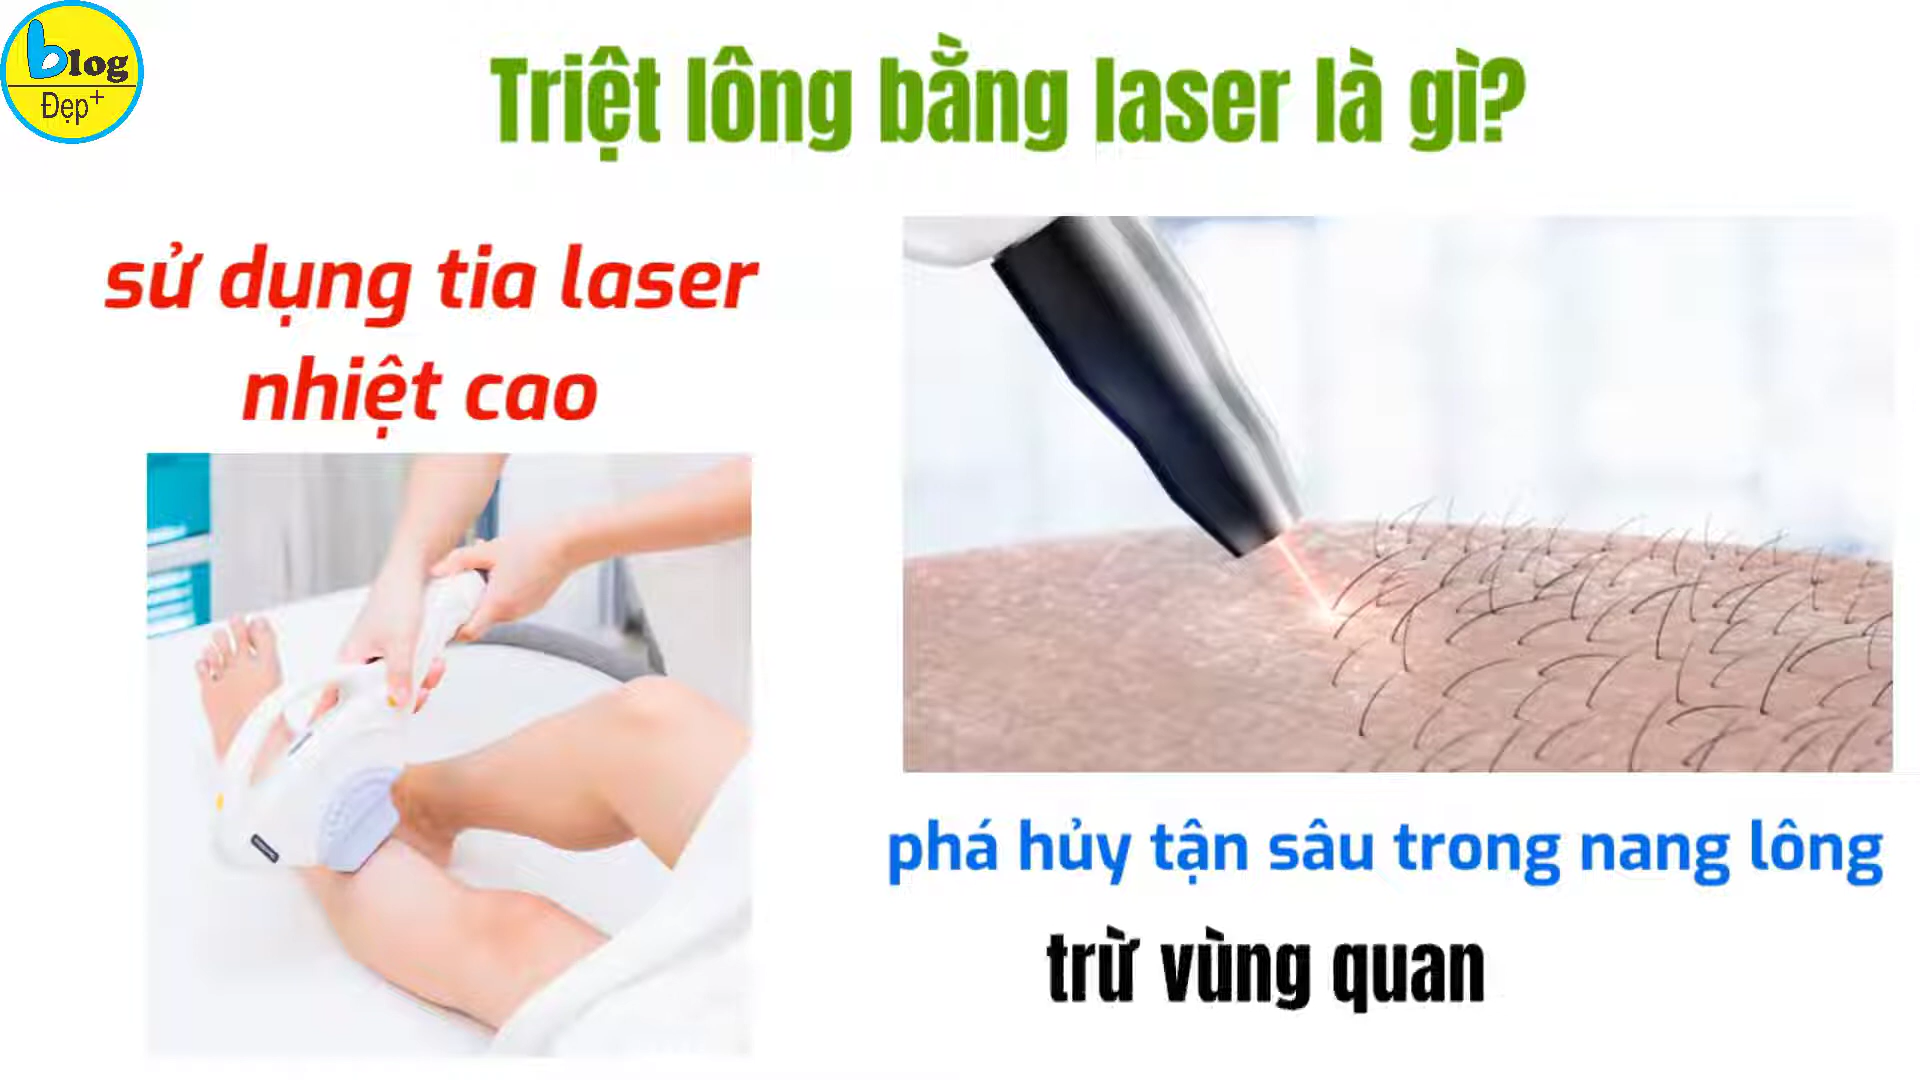 blog
Đẹp+
Triệt lông bằng laser là gì?
sử dụng tia laser
nhiệt cao
phá hủy tận sâu trong nang lông
trừ vùng quan